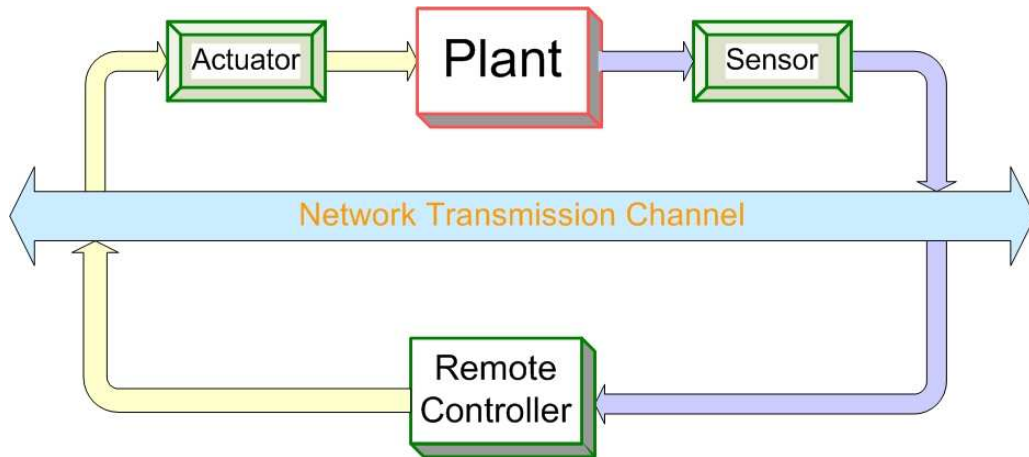 Actuator
Plant
Sensor
Network Transmission Channel
Remote
Controller